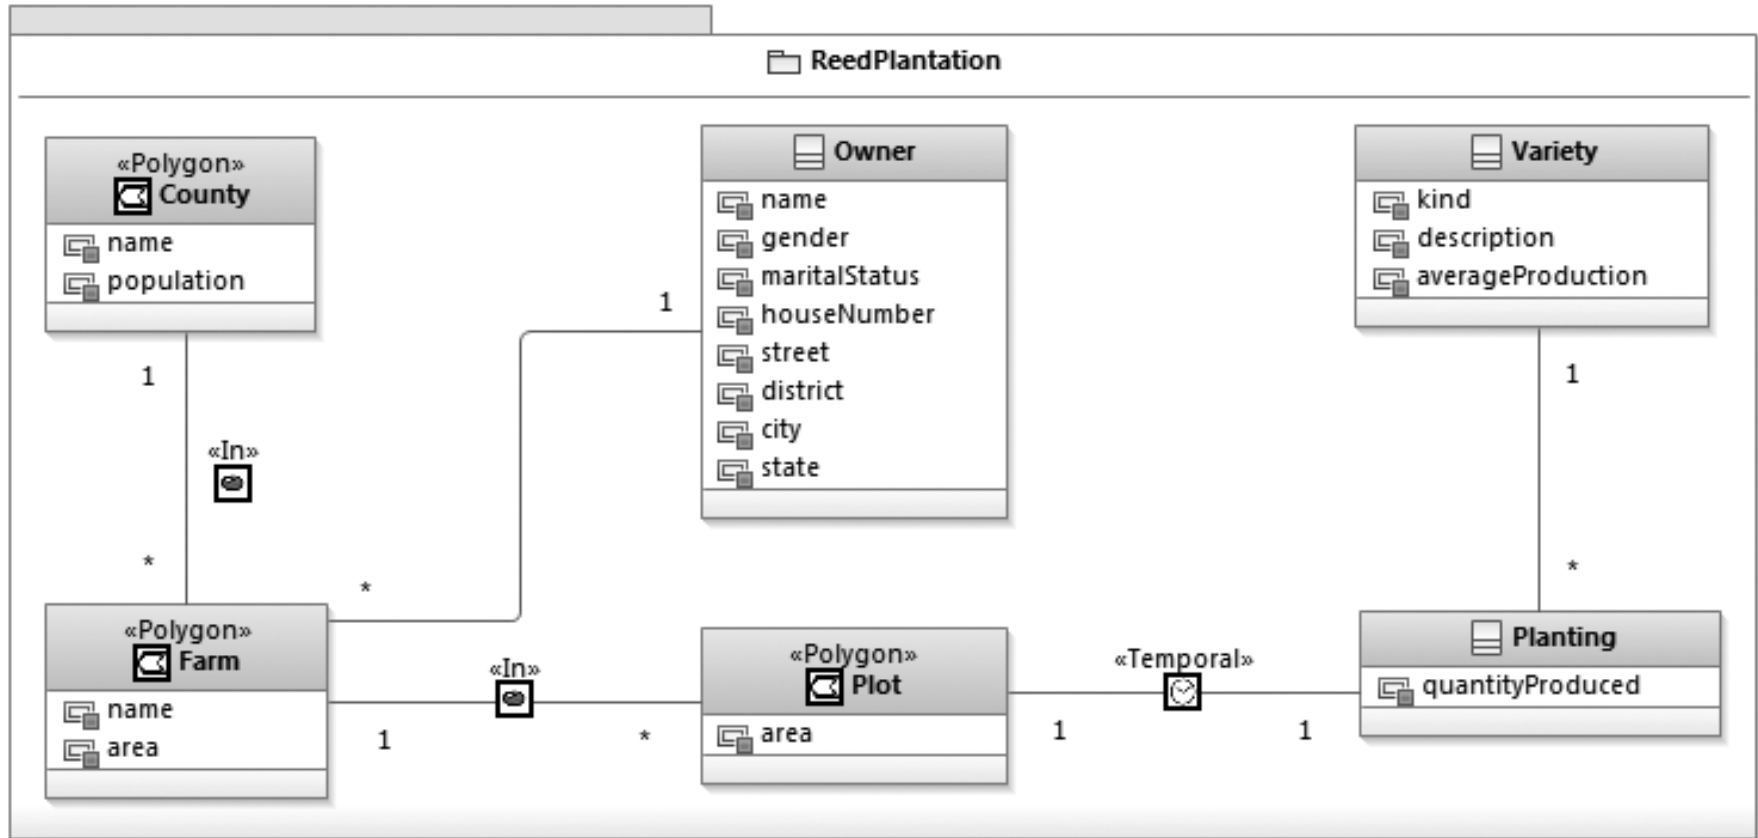 ReedPlantation
«Polygon»
County
name
population
Owner
name
gender
maritalStatus
houseNumber
street
district
city
state
Variety
kind
description
averageProduction
1
1
1
«In»
*
*
*
«Polygon»
Farm
name
area
«In»
1
*
«Polygon»
Plot
area
«Temporal»
1
1
Planting
quantityProduced